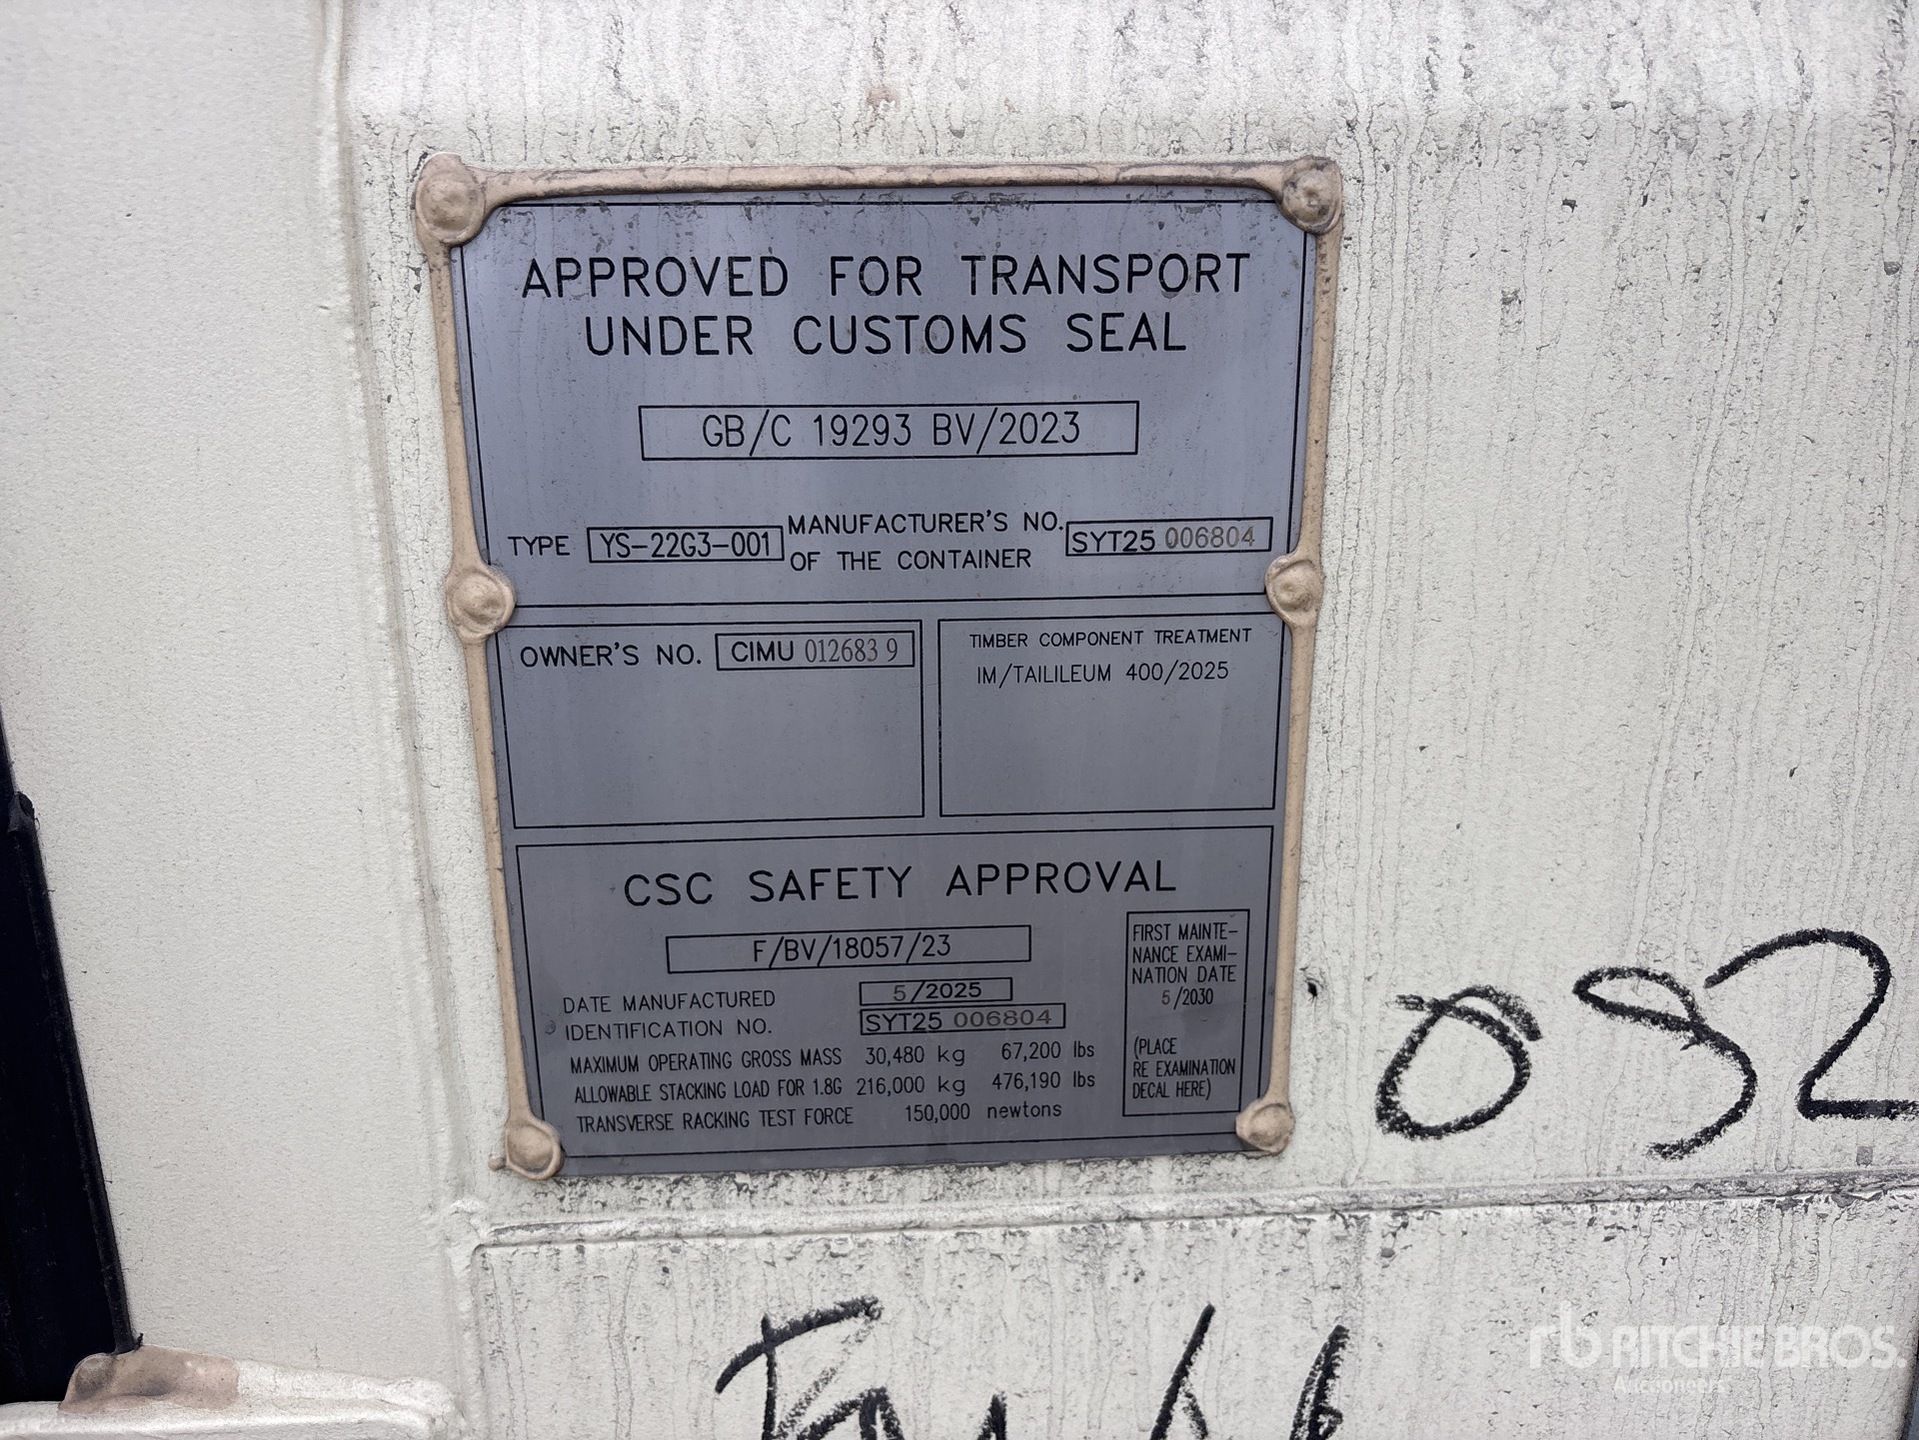 APPROVED FOR TRANSPORT
UNDER CUSTOMS SEAL
GB/C 19293 BV/2023
TYPE YS-22G3-001 MANUFACTURER'S NO. OF THE CONTAINER SYT25 006804
OWNER'S NO. CIMU 012683 9
TIMBER COMPONENT TREATMENT
IM/TAILILEUM 400/2025
CSC SAFETY APPROVAL
F/BV/18057/23
DATE MANUFACTURED 5/2025
IDENTIFICATION NO. SYT25 006804
MAXIMUM OPERATING GROSS MASS 30,480 kg 67,200 lbs
ALLOWABLE STACKING LOAD FOR 1.8G 216,000 kg 476,190 lbs
TRANSVERSE RACKING TEST FORCE 150,000 newtons
FIRST MAINTE-
NANCE EXAMI-
NATION DATE
5/2030
(PLACE
RE EXAMINATION
DECAL HERE)
rb RITCHIE BROS.
Auctioneers